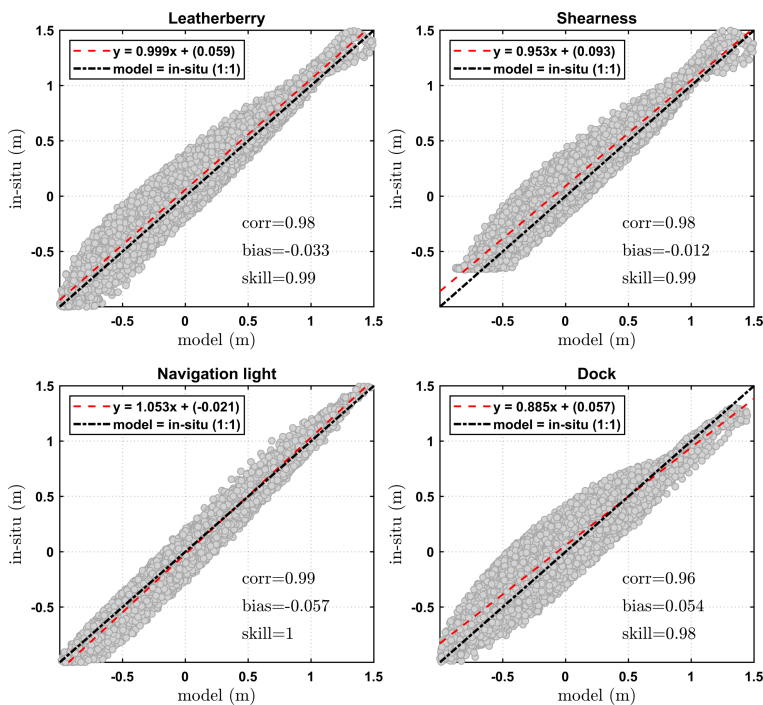 Leatherberry
y = 0.999x + (0.059)
model = in-situ (1:1)
1.5
1
0.5
0
-0.5
in-situ (m)
corr=0.98
bias=-0.033
skill=0.99
-0.5 0 0.5 1 1.5
model (m)
Shearness
y = 0.953x + (0.093)
model = in-situ (1:1)
1.5
1
0.5
0
-0.5
in-situ (m)
corr=0.98
bias=-0.012
skill=0.99
-0.5 0 0.5 1 1.5
model (m)
Navigation light
y = 1.053x + (-0.021)
model = in-situ (1:1)
1.5
1
0.5
0
-0.5
in-situ (m)
corr=0.99
bias=-0.057
skill=1
-0.5 0 0.5 1 1.5
model (m)
Dock
y = 0.885x + (0.057)
model = in-situ (1:1)
1.5
1
0.5
0
-0.5
in-situ (m)
corr=0.96
bias=0.054
skill=0.98
-0.5 0 0.5 1 1.5
model (m)